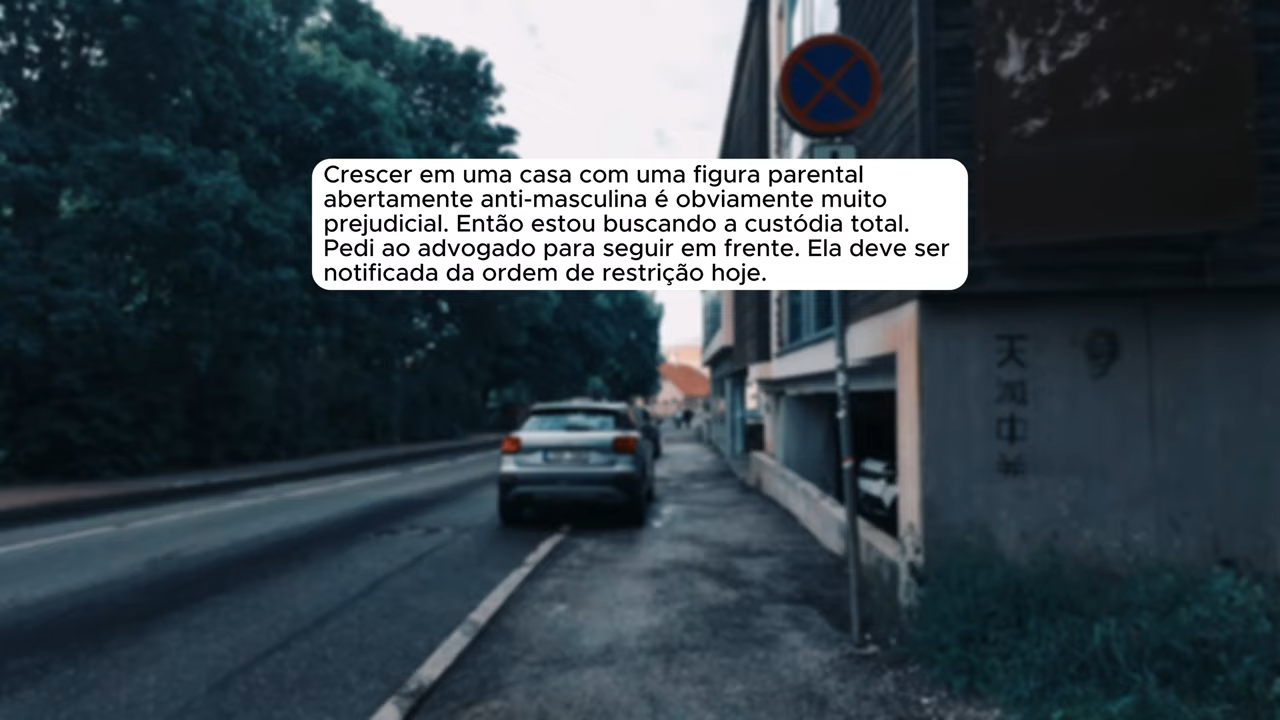 Crescer em uma casa com uma figura parental
abertamente anti-masculina é obviamente muito
prejudicial. Então estou buscando a custódia total.
Pedi ao advogado para seguir em frente. Ela deve ser
notificada da ordem de restrição hoje.